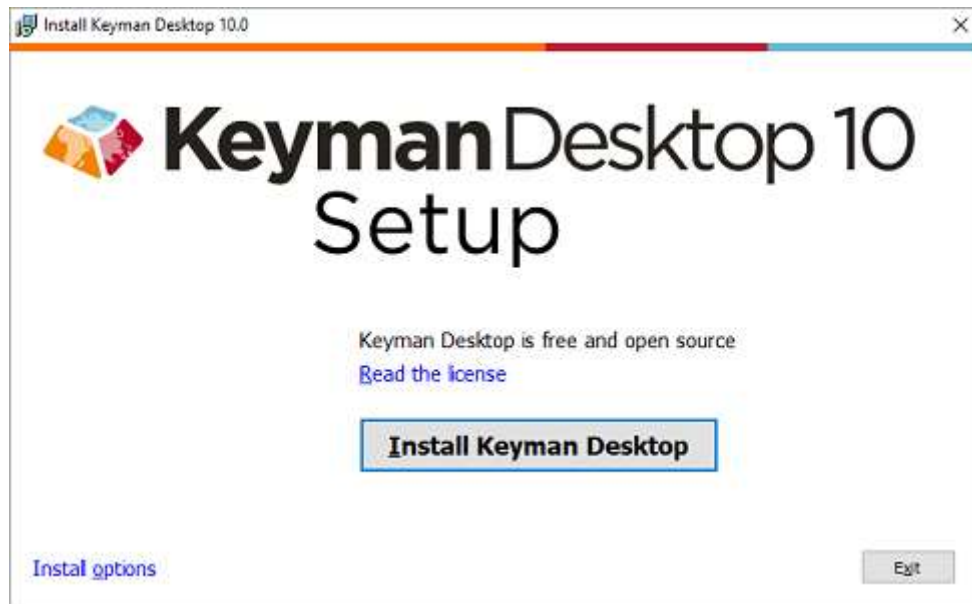 Install Keyman Desktop 10.0
Keyman Desktop 10
Setup
Keyman Desktop is free and open source
Read the license
Install Keyman Desktop
Install options
Exit